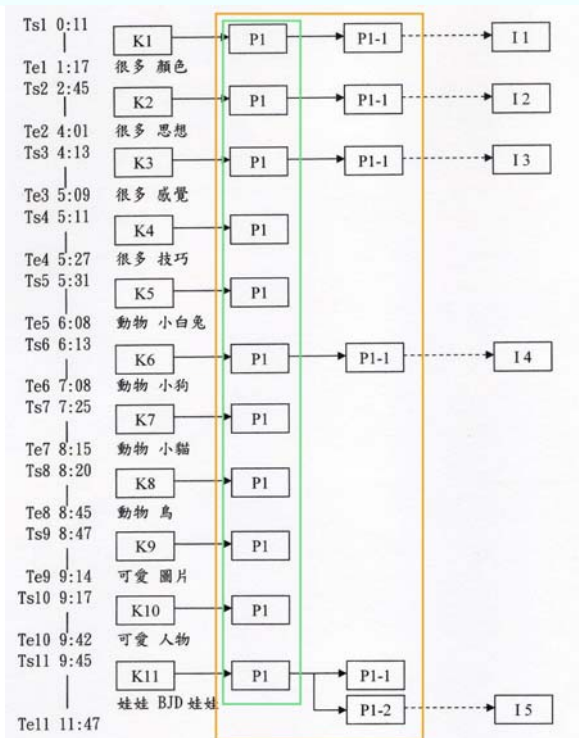 Ts1 0:11
K1 P1 P1-1 I 1
Te1 1:17 很多 顏色
Ts2 2:45
K2 P1 P1-1 I 2
Te2 4:01 很多 思想
Ts3 4:13
K3 P1 P1-1 I 3
Te3 5:09 很多 感覺
Ts4 5:11
K4 P1
Te4 5:27 很多 技巧
Ts5 5:31
K5 P1
Te5 6:08 動物 小白兔
Ts6 6:13
K6 P1 P1-1 I 4
Te6 7:08 動物 小狗
Ts7 7:25
K7 P1
Te7 8:15 動物 小貓
Ts8 8:20
K8 P1
Te8 8:45 動物 鳥
Ts9 8:47
K9 P1
Te9 9:14 可愛 圖片
Ts10 9:17
K10 P1
Te10 9:42 可愛 人物
Ts11 9:45
K11 P1 P1-1
娃娃 BJD 娃娃 P1-2 I 5
Te11 11:47